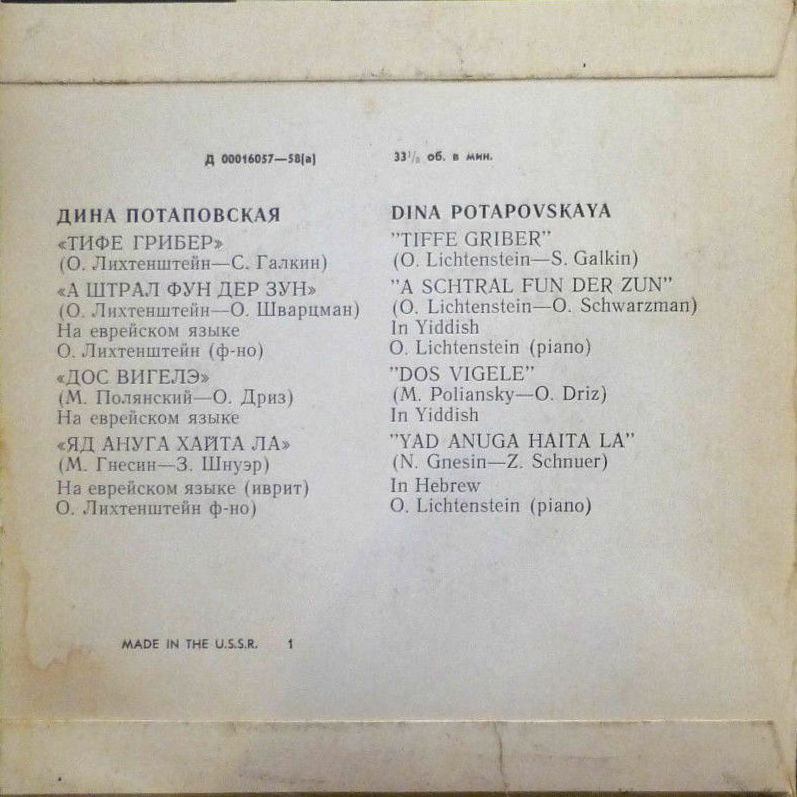 Д 00016057—58(а)
33⅓ об. в мин.
ДИНА ПОТАПОВСКАЯ
«ТИФЕ ГРИБЕР»
(О. Лихтенштейн—С. Галкин)
«А ШТРАЛ ФУН ДЕР ЗУН»
(О. Лихтенштейн—О. Шварцман)
На еврейском языке
О. Лихтенштейн (ф-но)
«ДОС ВИГЕЛЭ»
(М. Полянский—О. Дриз)
На еврейском языке
«ЯД АНУГА ХАЙТА ЛА»
(М. Гнесин—З. Шнуэр)
На еврейском языке (иврит)
О. Лихтенштейн ф-но)
DINA POTAPOVSKAYA
"TIFFE GRIBER"
(O. Lichtenstein—S. Galkin)
"A SCHTRAL FUN DER ZUN"
(O. Lichtenstein—O. Schwarzman)
In Yiddish
O. Lichtenstein (piano)
"DOS VIGELE"
(M. Poliansky—O. Driz)
In Yiddish
"YAD ANUGA HAITA LA"
(N. Gnesin—Z. Schnuer)
In Hebrew
O. Lichtenstein (piano)
MADE IN THE U.S.S.R. 1